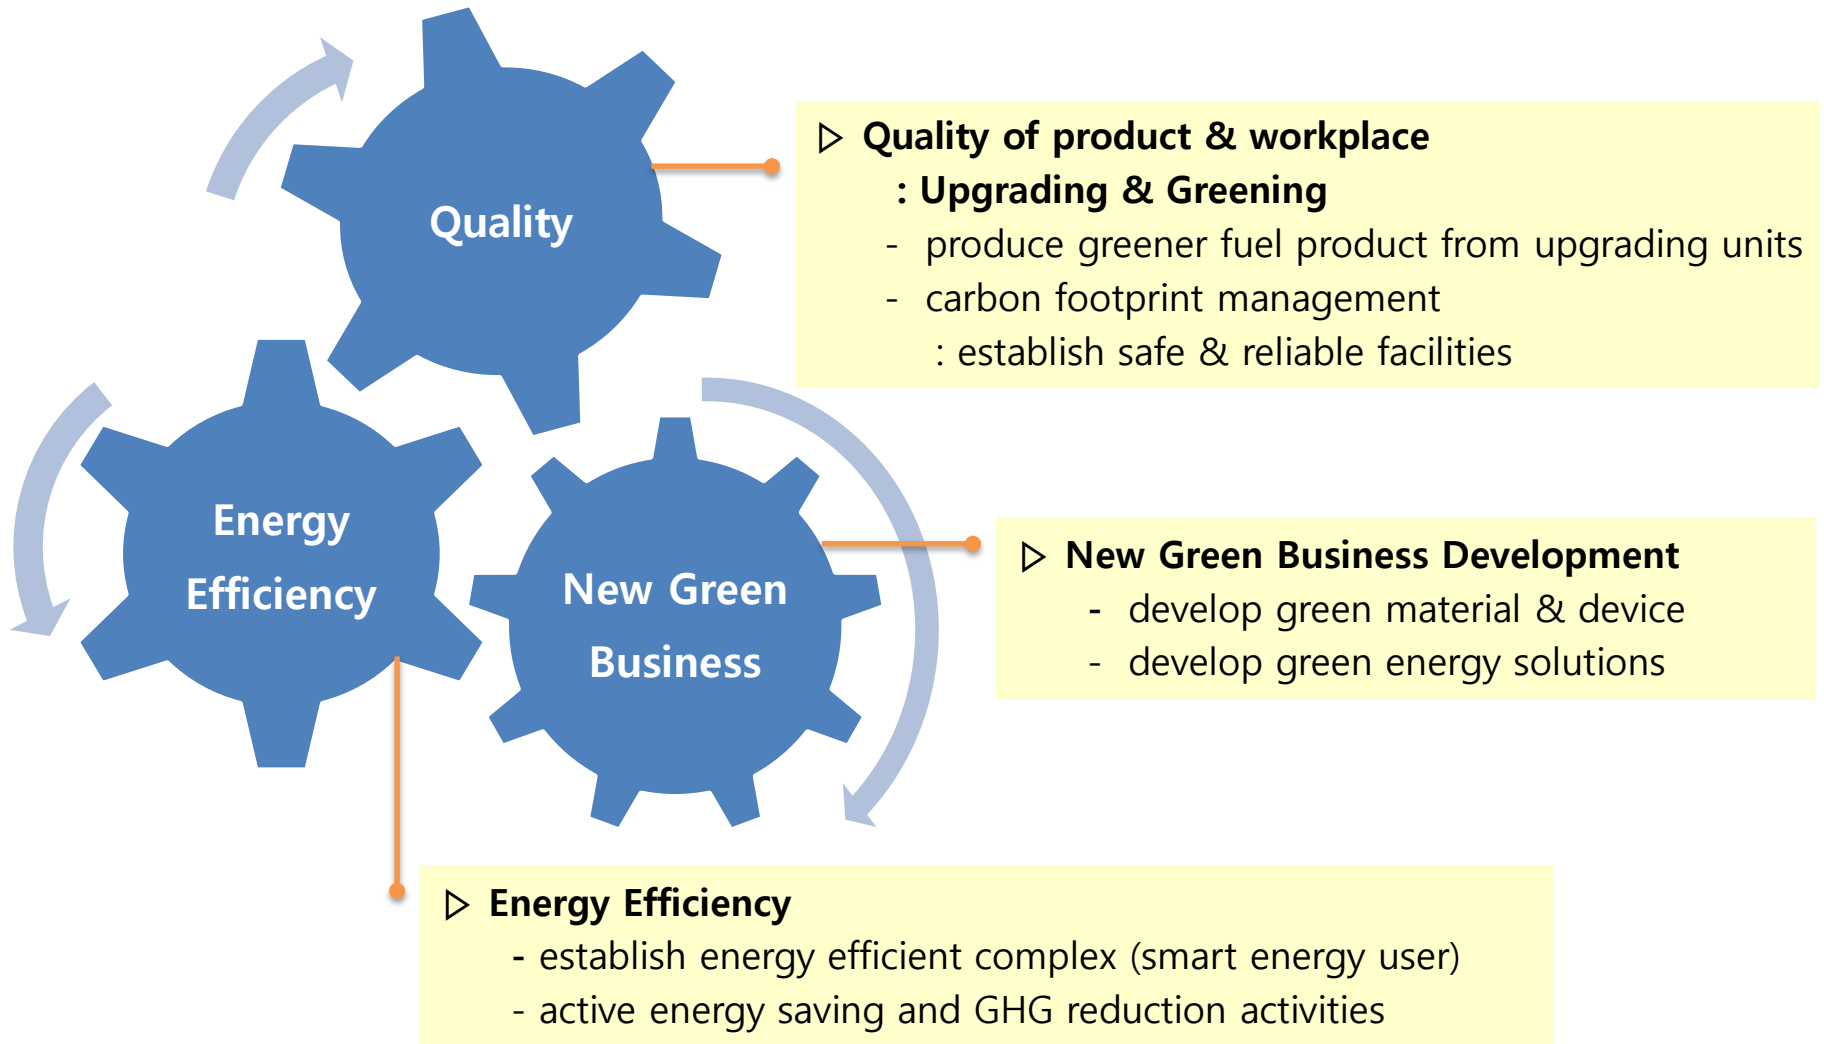 Quality
▷ Quality of product & workplace
: Upgrading & Greening
- produce greener fuel product from upgrading units
- carbon footprint management
: establish safe & reliable facilities
Energy
Efficiency
New Green
Business
▷ New Green Business Development
- develop green material & device
- develop green energy solutions
▷ Energy Efficiency
- establish energy efficient complex (smart energy user)
- active energy saving and GHG reduction activities